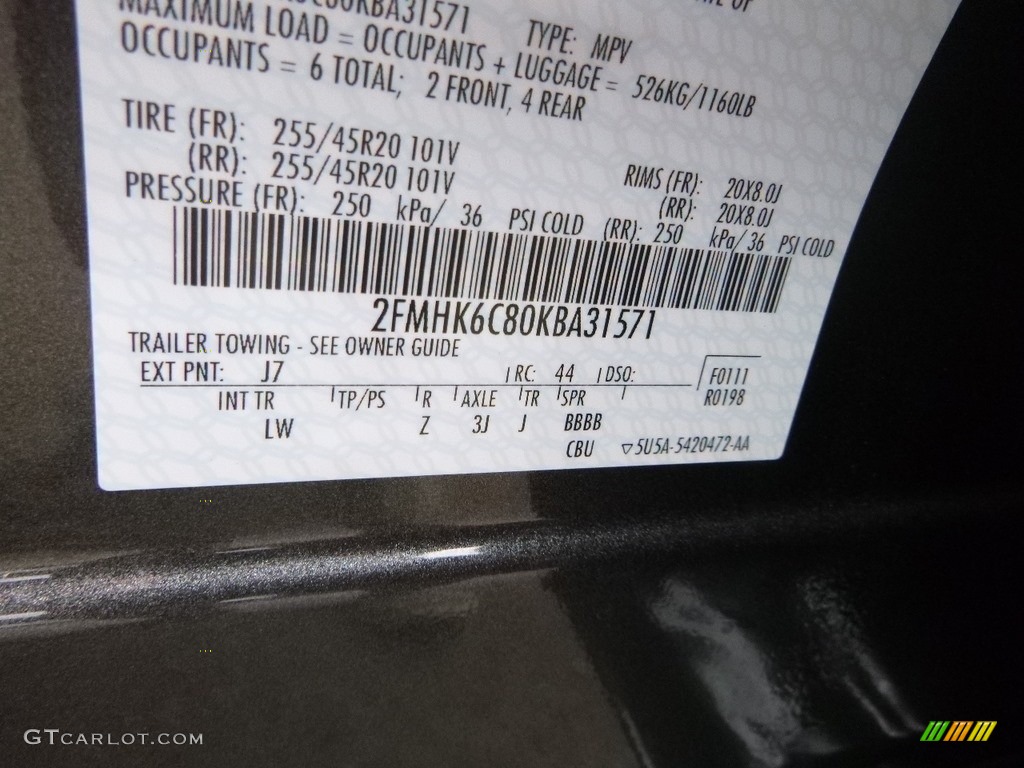 C80KBA31571 TYPE: MPV
MAXIMUM LOAD = OCCUPANTS + LUGGAGE = 526KG/1160LB
OCCUPANTS = 6 TOTAL; 2 FRONT, 4 REAR
TIRE (FR): 255/45R20 101V RIMS (FR): 20X8.0J
(RR): 255/45R20 101V (RR): 20X8.0J
PRESSURE (FR): 250 kPa/ 36 PSI COLD (RR): 250 kPa/ 36 PSI COLD
2FMHK6C80KBA31571
TRAILER TOWING - SEE OWNER GUIDE
EXT PNT: J7 RC: 44 DSO: F0111
INT TR TP/PS R AXLE TR SPR R0198
LW Z 3J J BBBB
CBU ▽5U5A-5420472-AA
GTCARLOT.COM